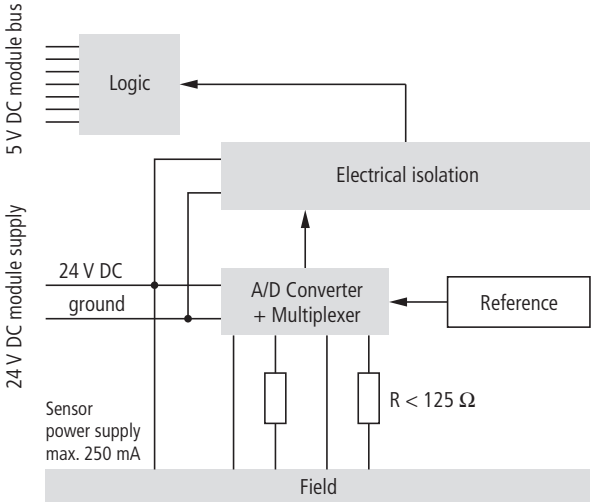 5 V DC module bus
Logic
Electrical isolation
24 V DC module supply
24 V DC
ground
A/D Converter
+ Multiplexer
Reference
R < 125 Ω
Sensor
power supply
max. 250 mA
Field